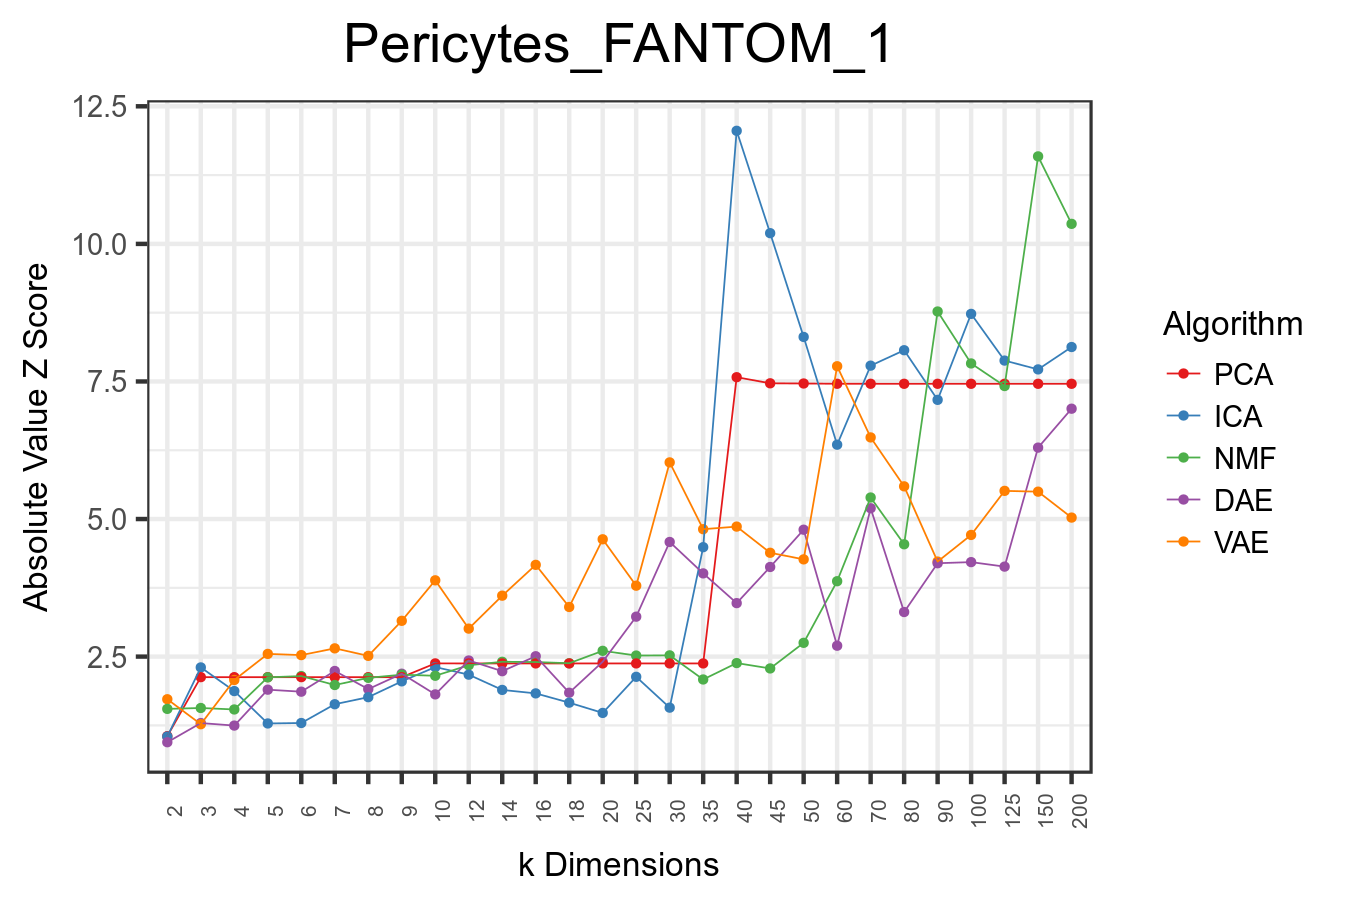 Pericytes_FANTOM_1
Absolute Value Z Score
12.5
10.0
7.5
5.0
2.5
2 3 4 5 6 7 8 9 10 12 14 16 18 20 25 30 35 40 45 50 60 70 80 90 100 125 150 200
k Dimensions
Algorithm
PCA
ICA
NMF
DAE
VAE